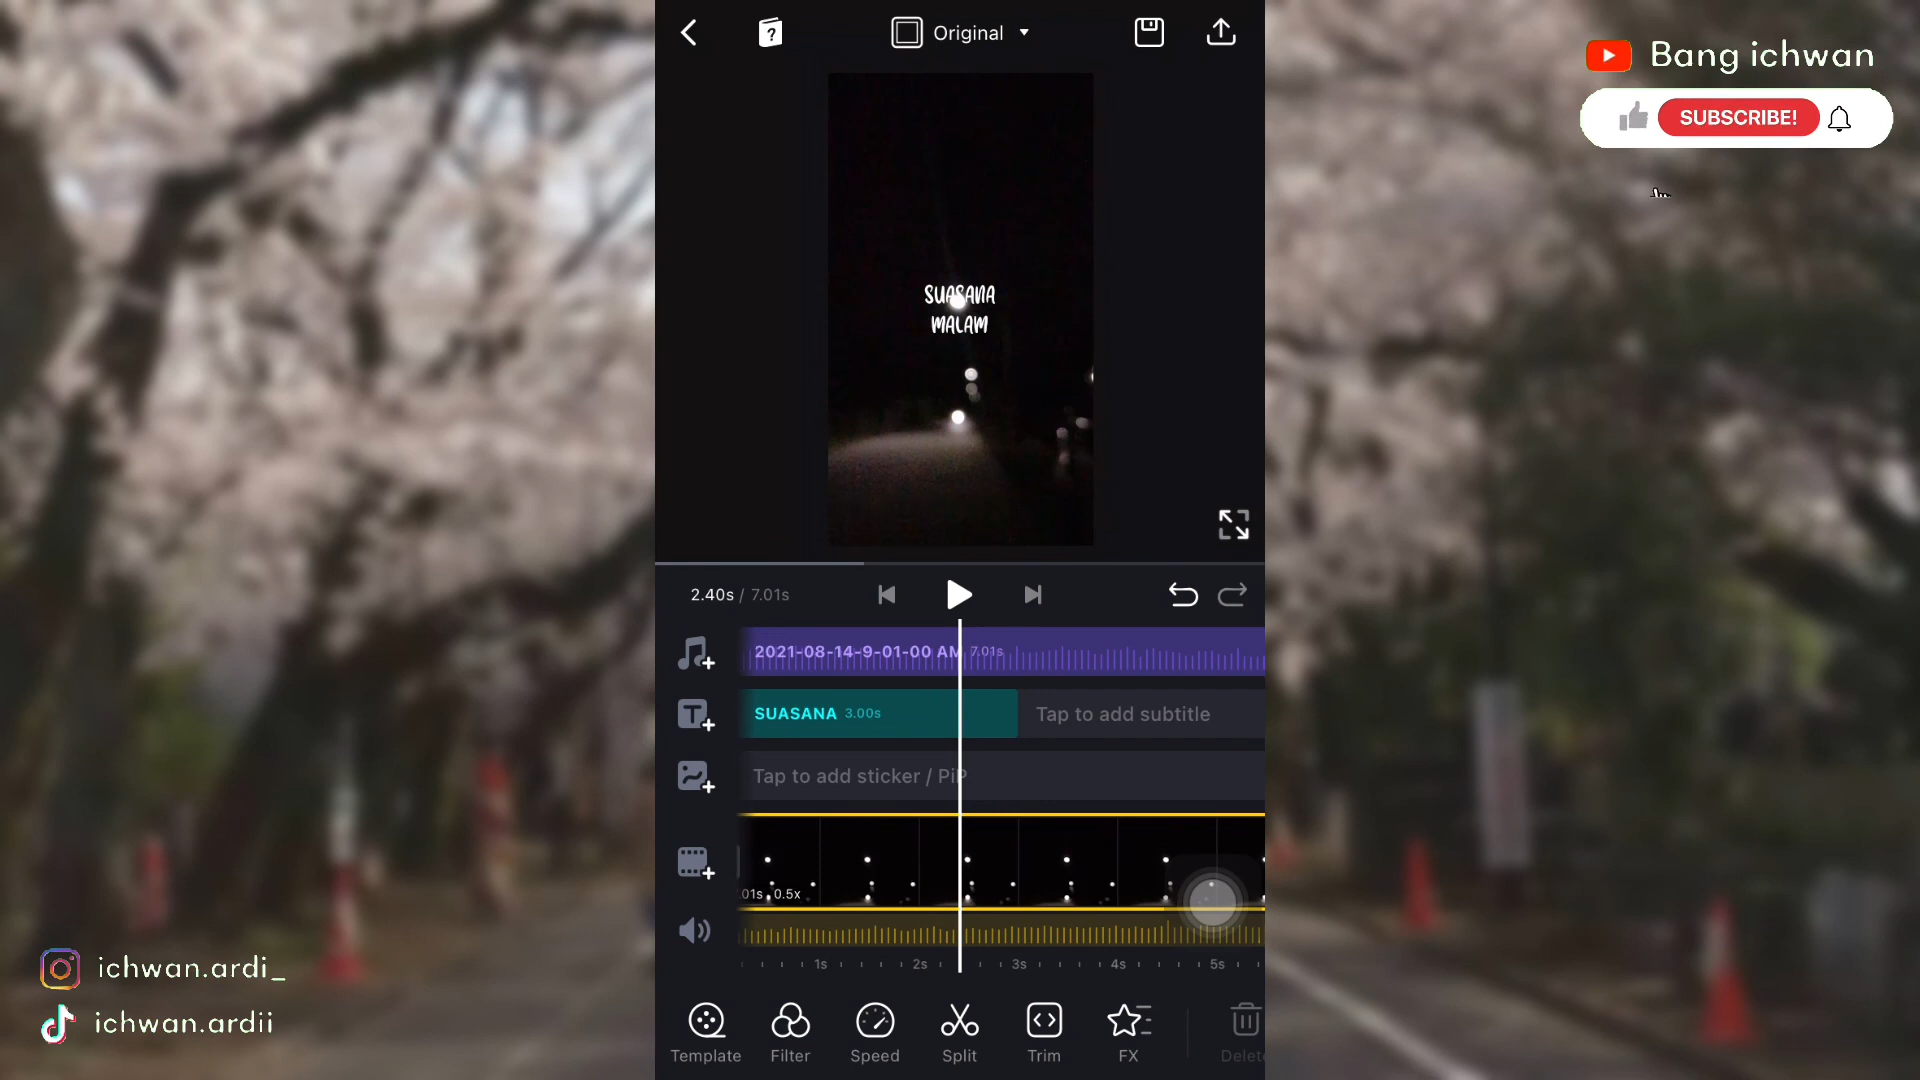 Original
Bang ichwan
SUBSCRIBE!
SUASANA
MALAM
2.40s / 7.01s
2021-08-14-9-01-00 AM 7.01s
SUASANA 3.00s
Tap to add subtitle
Tap to add sticker / PiP
.01s 0.5x
1s 2s 3s 4s 5s
ichwan.ardi_
ichwan.ardii
Template Filter Speed Split Trim FX Delete